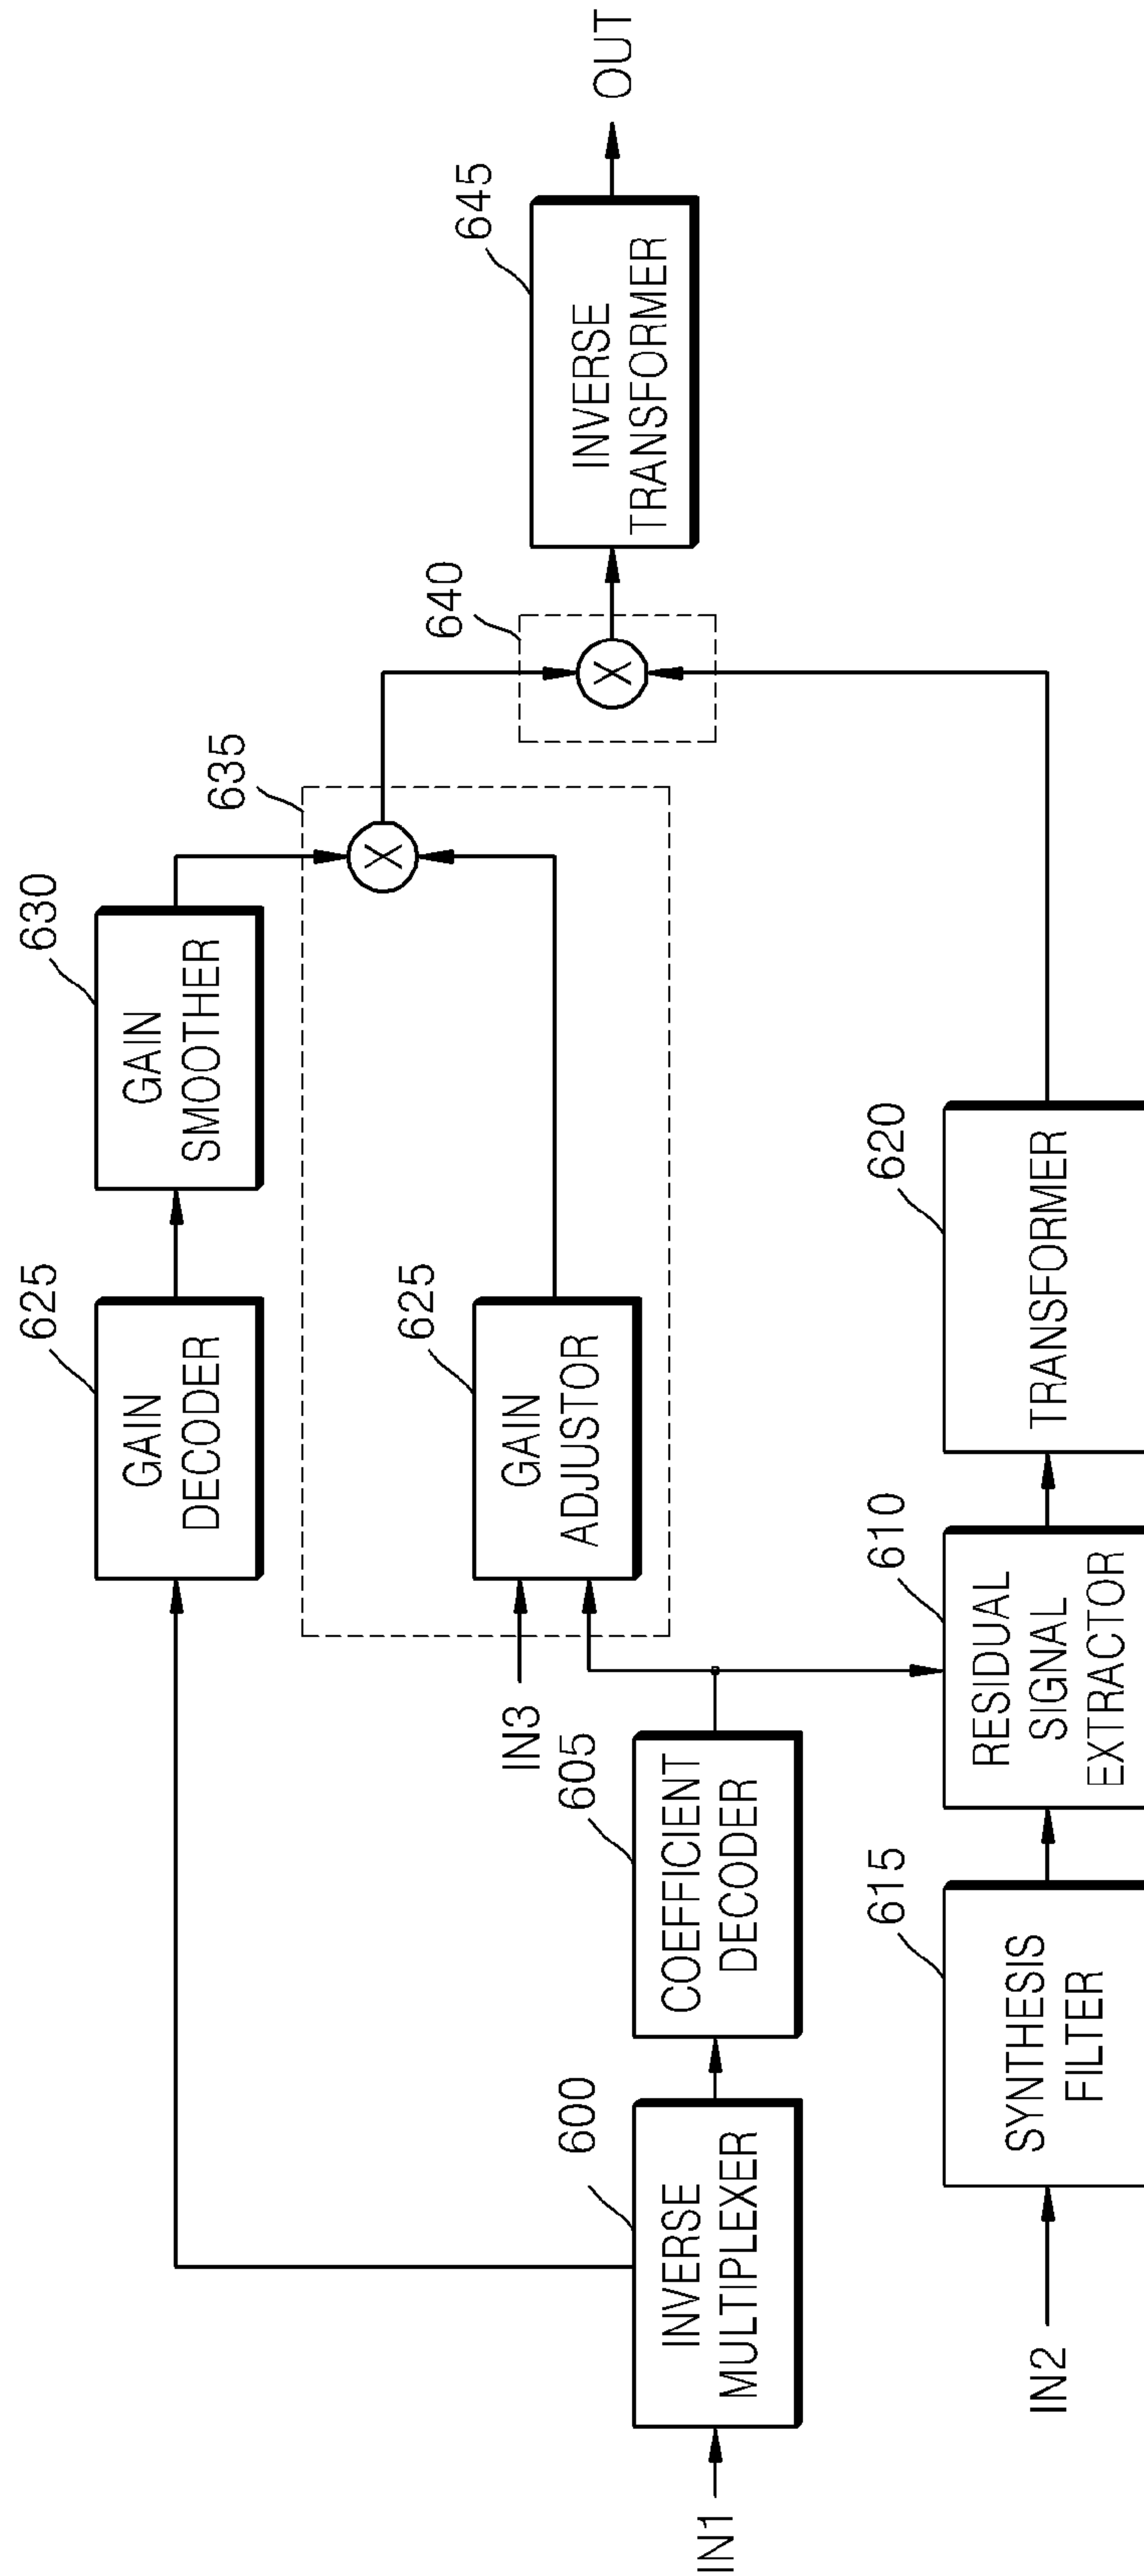 625
GAIN
DECODER
630
GAIN
SMOOTHER
635
X
IN3
625
GAIN
ADJUSTOR
640
X
645
INVERSE
TRANSFORMER
OUT
IN1
600
INVERSE
MULTIPLEXER
605
COEFFICIENT
DECODER
IN2
615
SYNTHESIS
FILTER
610
RESIDUAL
SIGNAL
EXTRACTOR
620
TRANSFORMER